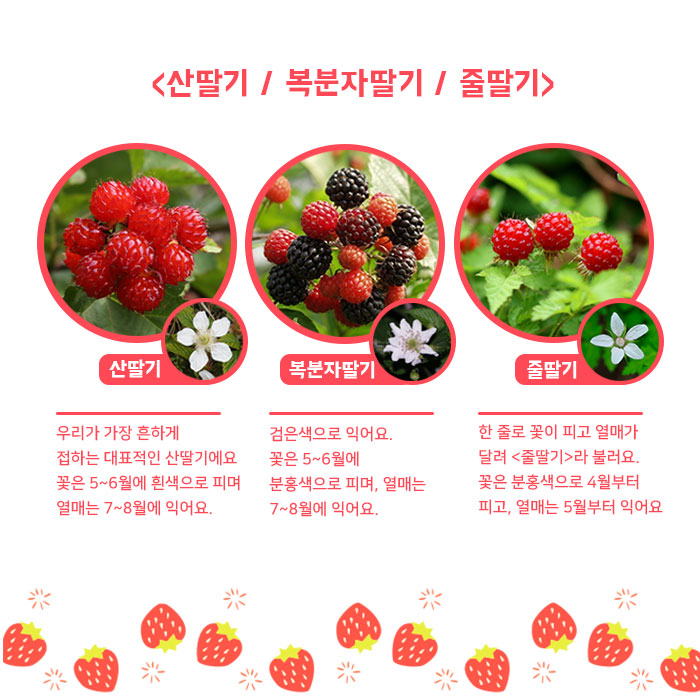 <산딸기 / 복분자딸기 / 줄딸기>
산딸기
우리가 가장 흔하게
접하는 대표적인 산딸기에요
꽃은 5~6월에 흰색으로 피며
열매는 7~8월에 익어요.
복분자딸기
검은색으로 익어요.
꽃은 5~6월에
분홍색으로 피며, 열매는
7~8월에 익어요.
줄딸기
한 줄로 꽃이 피고 열매가
달려 <줄딸기>라 불러요.
꽃은 분홍색으로 4월부터
피고, 열매는 5월부터 익어요